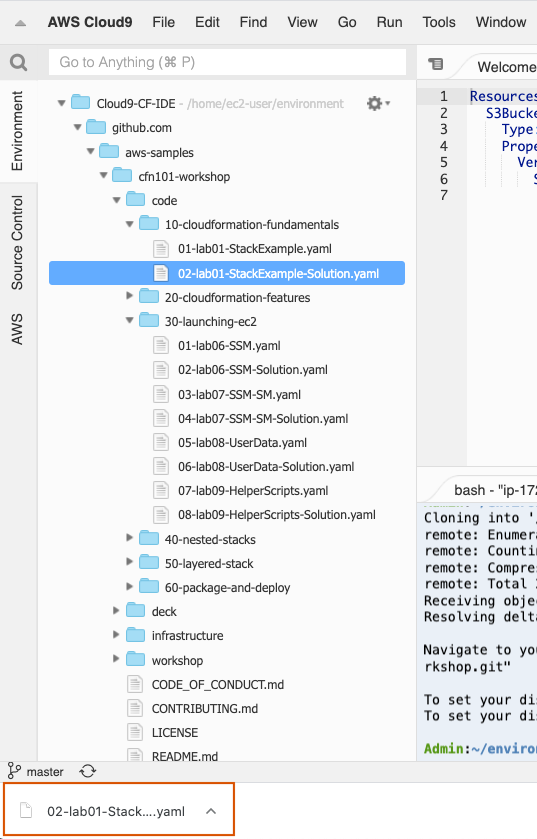 AWS Cloud9 File Edit Find View Go Run Tools Window
Go to Anything (⌘ P)
Welcome
Environment
Source Control
AWS
Cloud9-CF-IDE - /home/ec2-user/environment
github.com
aws-samples
cfn101-workshop
code
10-cloudformation-fundamentals
01-lab01-StackExample.yaml
02-lab01-StackExample-Solution.yaml
20-cloudformation-features
30-launching-ec2
01-lab06-SSM.yaml
02-lab06-SSM-Solution.yaml
03-lab07-SSM-SM.yaml
04-lab07-SSM-SM-Solution.yaml
05-lab08-UserData.yaml
06-lab08-UserData-Solution.yaml
07-lab09-HelperScripts.yaml
08-lab09-HelperScripts-Solution.yaml
40-nested-stacks
50-layered-stack
60-package-and-deploy
deck
infrastructure
workshop
CODE_OF_CONDUCT.md
CONTRIBUTING.md
LICENSE
README.md
1 Resources
2 S3Bucke
3 Type:
4 Prope
5 Ver
6 S
7
bash - "ip-172
Cloning into '/
remote: Enumera
remote: Countin
remote: Compres
remote: Total
Receiving objec
Resolving delta
Navigate to you
rkshop.git"
To set your dis
To set your dis
Admin:~/environ
master
02-lab01-Stack....yaml